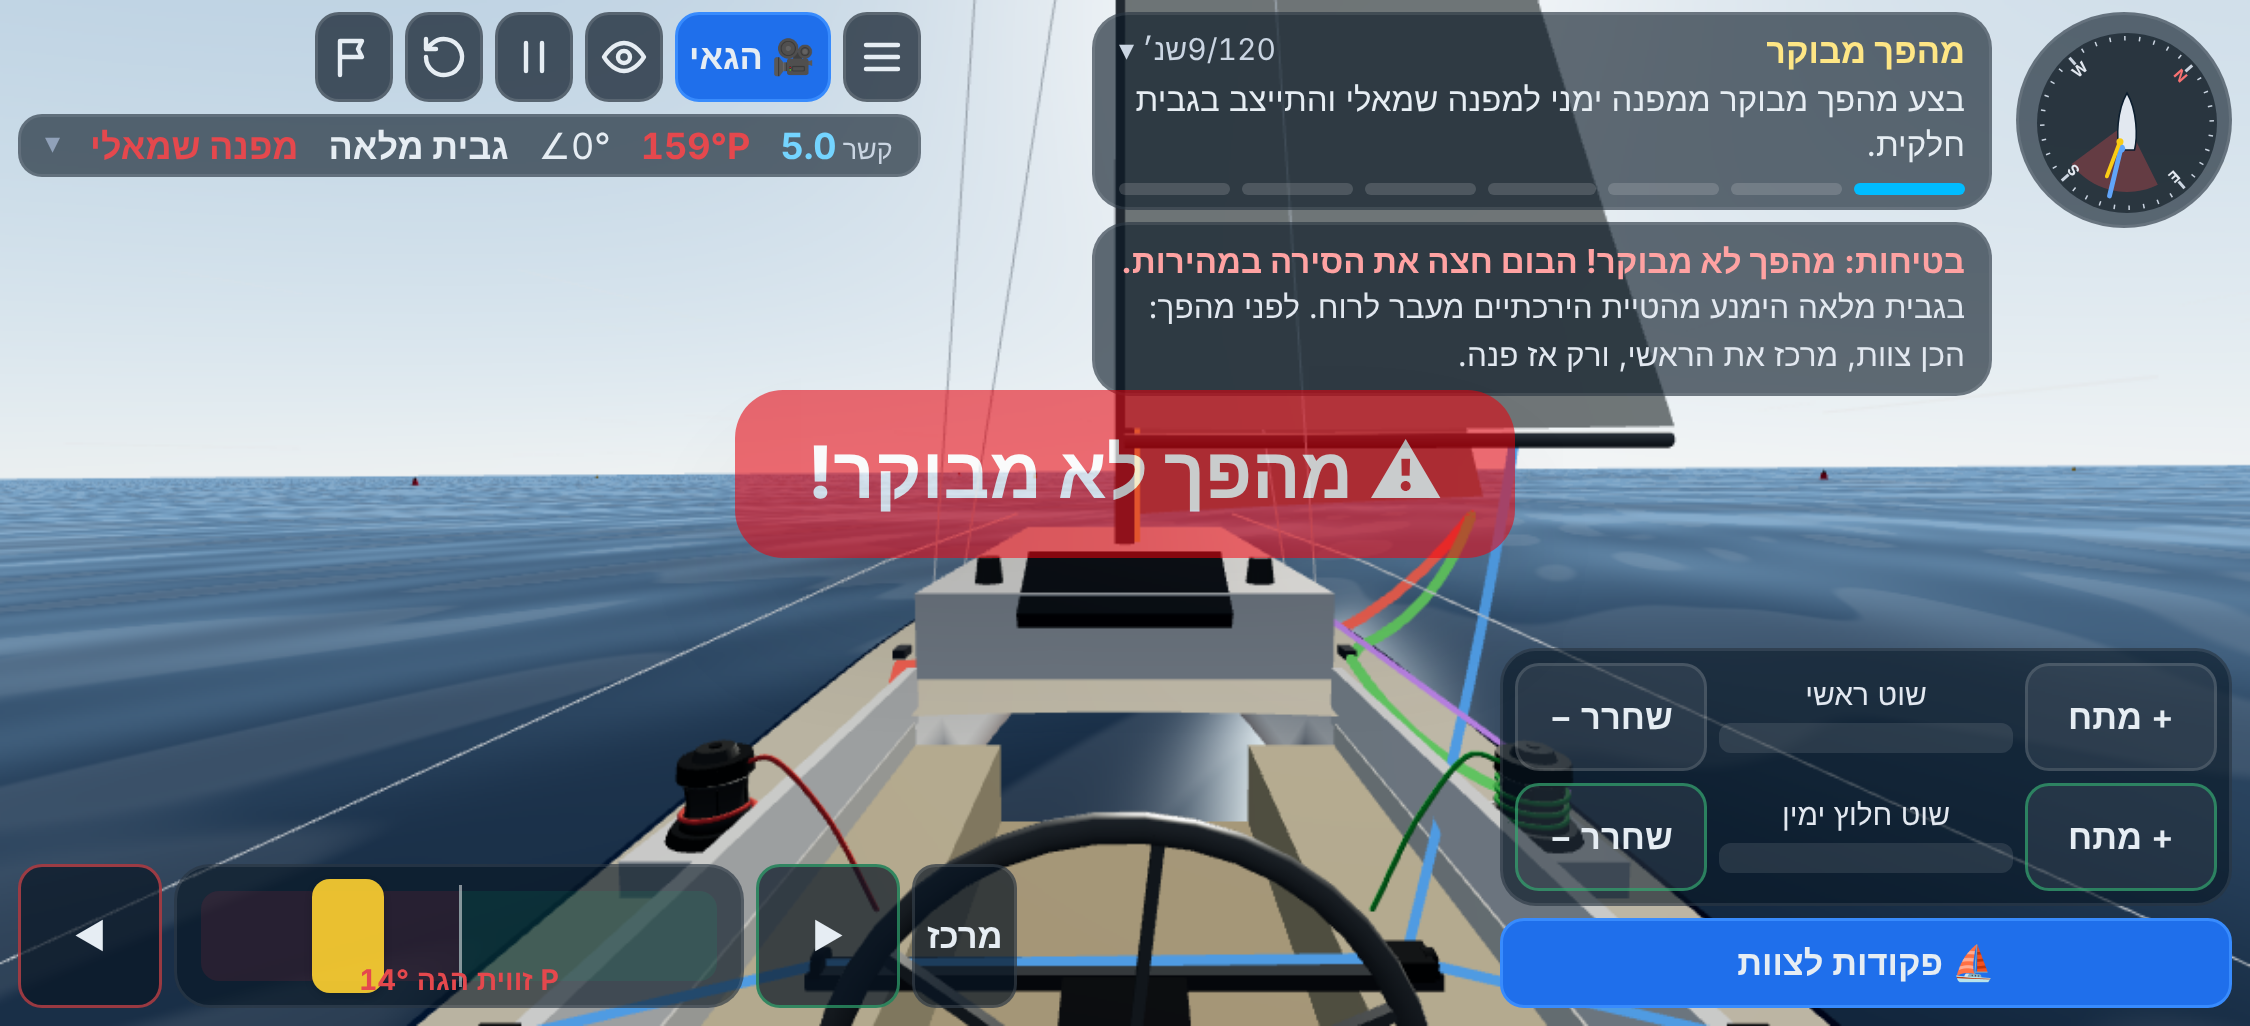 🎥 הגאי
קשר 5.0 159°P ∠0° גבית מלאה מפנה שמאלי ▼
מהפך מבוקר
9/120שנ׳ ▼
בצע מהפך מבוקר ממפנה ימני למפנה שמאלי והתייצב בגבית
חלקית.
N
W
S
E
בטיחות: מהפך לא מבוקר! הבום חצה את הסירה במהירות.
בגבית מלאה הימנע מהטיית הירכתיים מעבר לרוח. לפני מהפך:
הכן צוות, מרכז את הראשי, ורק אז פנה.
⚠ מהפך לא מבוקר!
+ מתח
שוט ראשי
שחרר –
+ מתח
שוט חלוץ ימין
שחרר –
⛵ פקודות לצוות
מרכז
▶
◀
זווית הגה 14° P